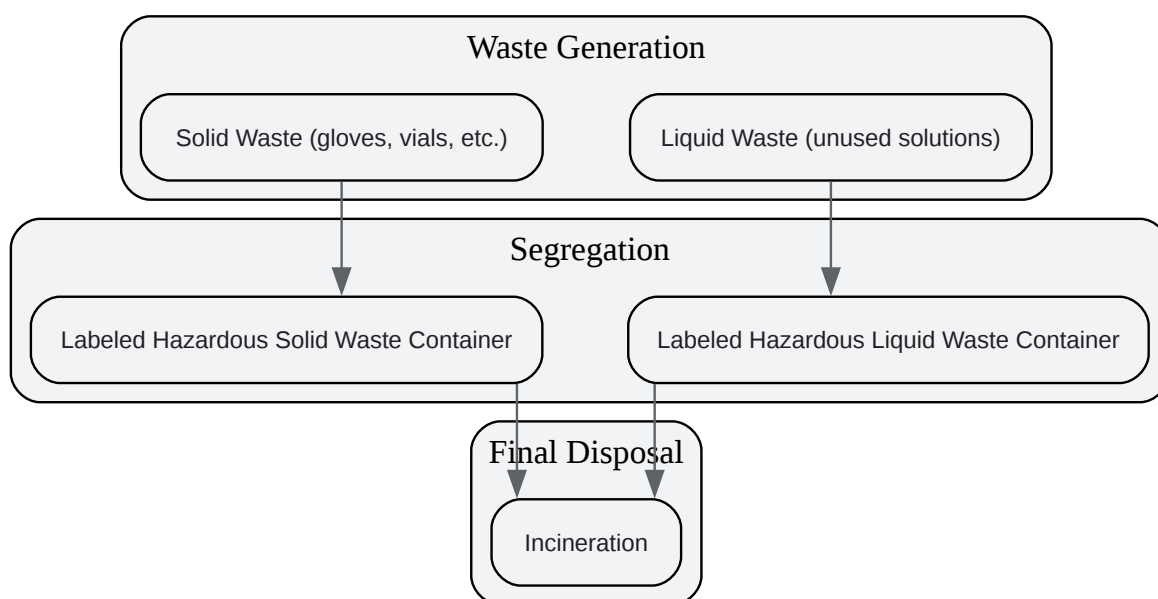 Waste Generation
Solid Waste (gloves, vials, etc.)
Liquid Waste (unused solutions)
Segregation
Labeled Hazardous Solid Waste Container
Labeled Hazardous Liquid Waste Container
Final Disposal
Incineration